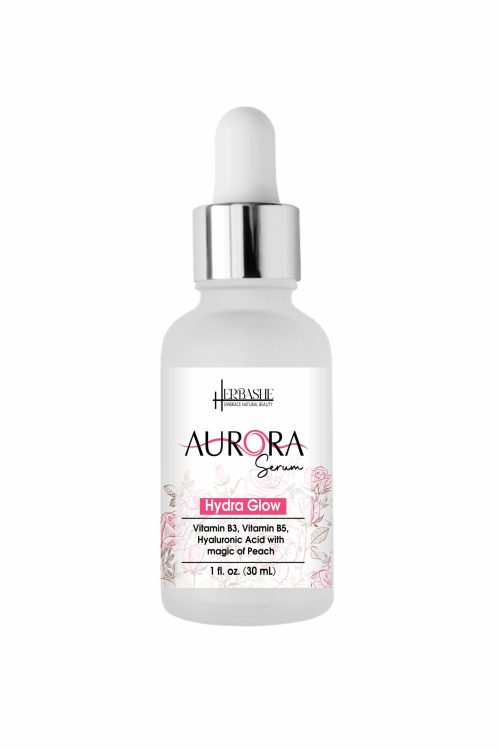 HERBASHE
EMBRACE NATURAL BEAUTY
AURORA
Serum
Hydra Glow
Vitamin B3, Vitamin B5,
Hyaluronic Acid with
magic of Peach
1 fl. oz. (30 mL)